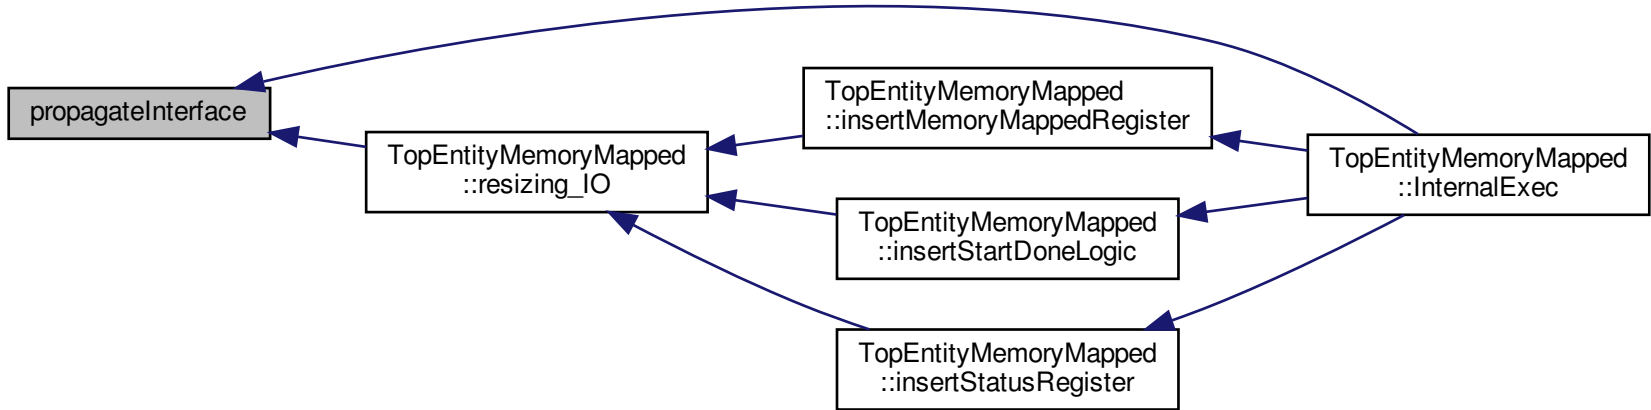 propagateInterface
TopEntityMemoryMapped
::resizing_IO
TopEntityMemoryMapped
::insertMemoryMappedRegister
TopEntityMemoryMapped
::insertStartDoneLogic
TopEntityMemoryMapped
::insertStatusRegister
TopEntityMemoryMapped
::InternalExec